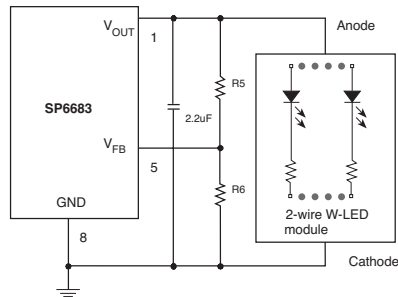 VOUT
1
Anode
R5
SP6683
2.2uF
VFB
5
R6
GND
2-wire W-LED
module
8
Cathode